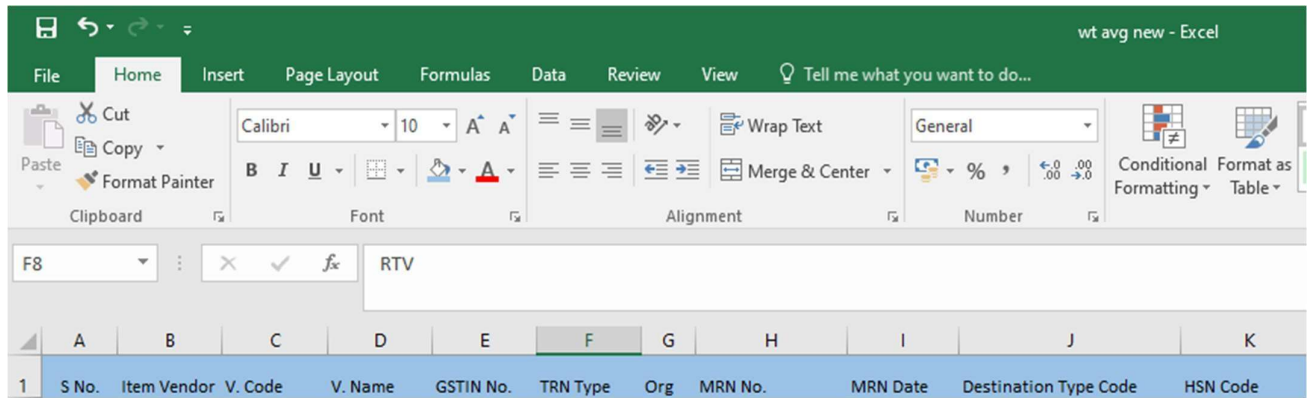 wt avg new - Excel
File Home Insert Page Layout Formulas Data Review View Tell me what you want to do...
Paste
Cut
Copy
Format Painter
Clipboard
Calibri 10 A A
B I U A
Font
Wrap Text
Merge & Center
Alignment
General
% , .0 .00 .00 .0
Number
Conditional Formatting
Format as Table
F8 fx RTV
A B C D E F G H I J K
1 S No. Item Vendor V. Code V. Name GSTIN No. TRN Type Org MRN No. MRN Date Destination Type Code HSN Code